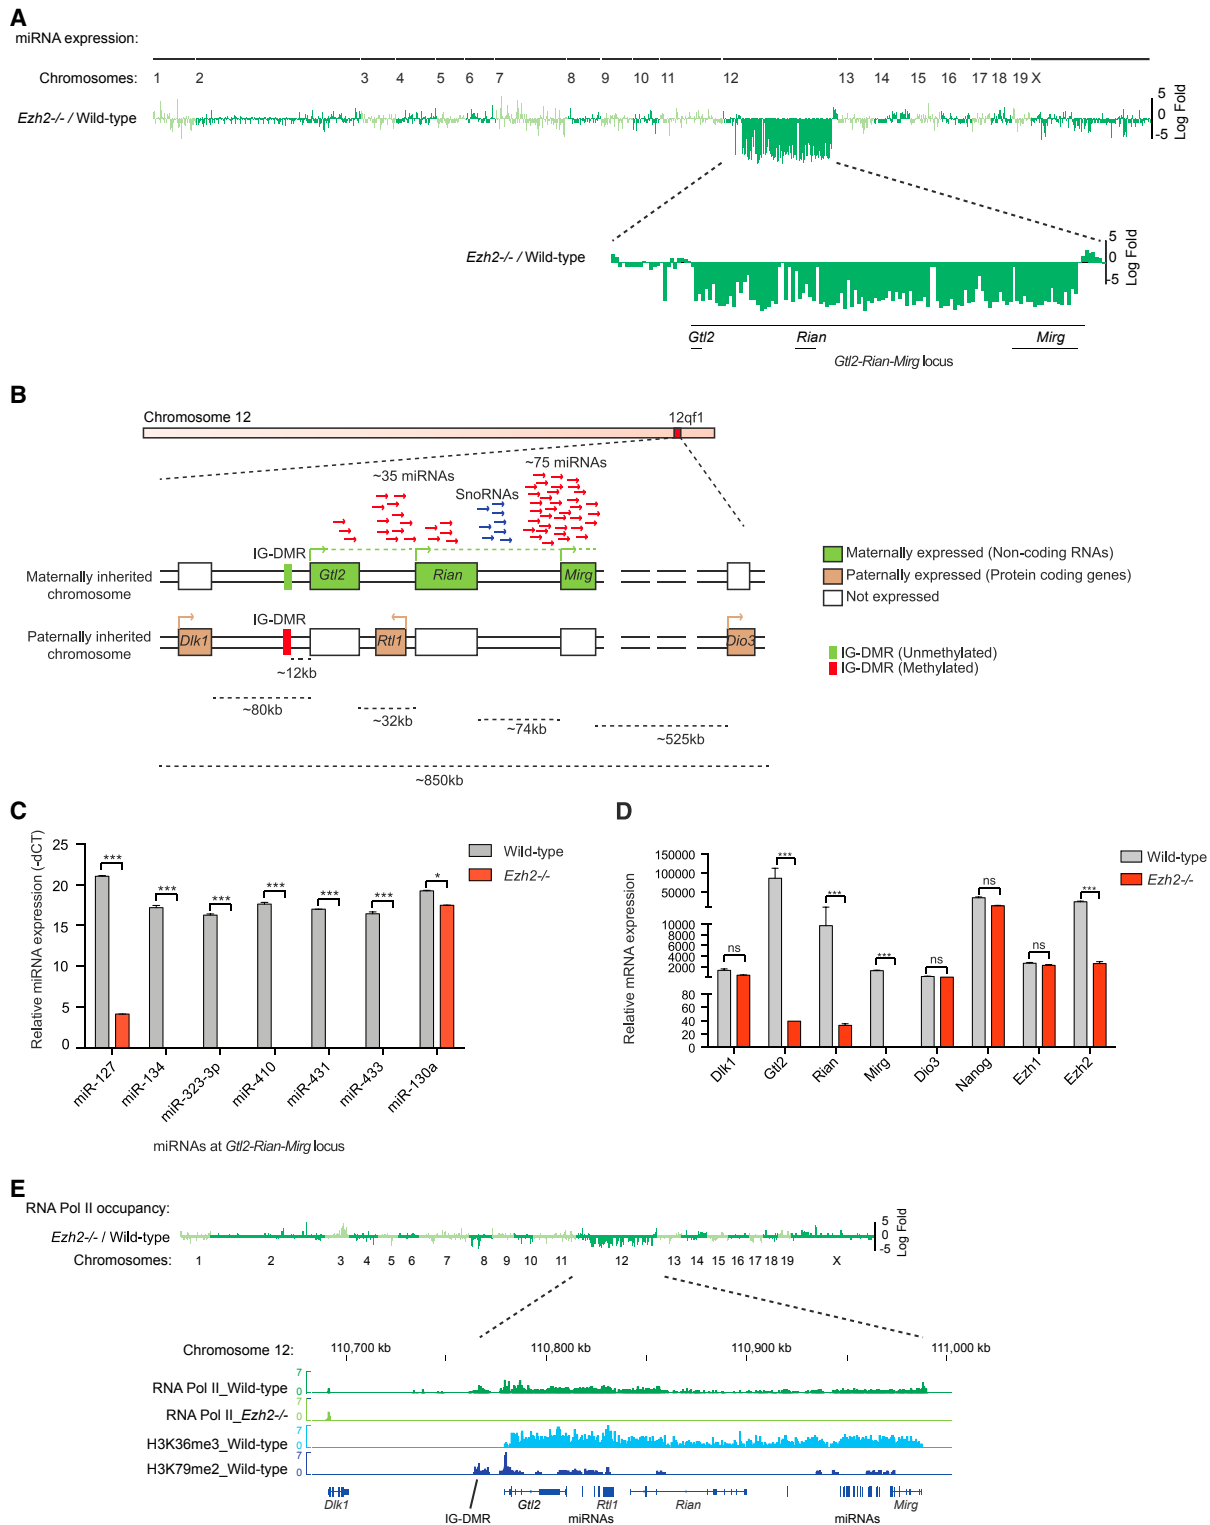 A
miRNA expression:
Chromosomes: 1 2 3 4 5 6 7 8 9 10 11 12 13 14 15 16 17 18 19 X
Ezh2-/- / Wild-type
5
0
-5
Log Fold
Ezh2-/- / Wild-type
5
0
-5
Log Fold
Gtl2 Rian Mirg
Gtl2-Rian-Mirg locus
B
Chromosome 12
12qf1
~35 miRNAs
SnoRNAs
~75 miRNAs
IG-DMR
Maternally inherited
chromosome
Gtl2 Rian Mirg
IG-DMR
Paternally inherited
chromosome
Dlk1 Rtl1 Dio3
~12kb
~80kb
~32kb
~74kb
~525kb
~850kb
Maternally expressed (Non-coding RNAs)
Paternally expressed (Protein coding genes)
Not expressed
IG-DMR (Unmethylated)
IG-DMR (Methylated)
C
Relative miRNA expression (-dCT)
25
20
15
10
5
0
*** *** *** *** *** *** *
Wild-type
Ezh2-/-
miR-127 miR-134 miR-323-3p miR-410 miR-431 miR-433 miR-130a
miRNAs at Gtl2-Rian-Mirg locus
D
Relative mRNA expression
150000
100000
50000
10000
8000
6000
4000
2000
80
60
40
20
0
ns *** *** *** ns ns ns ***
Wild-type
Ezh2-/-
Dlk1 Gtl2 Rian Mirg Dio3 Nanog Ezh1 Ezh2
E
RNA Pol II occupancy:
Ezh2-/- / Wild-type
5
0
-5
Log Fold
Chromosomes: 1 2 3 4 5 6 7 8 9 10 11 12 13 14 15 16 17 18 19 X
Chromosome 12: 110,700 kb 110,800 kb 110,900 kb 111,000 kb
RNA Pol II_Wild-type 7 0
RNA Pol II_Ezh2-/- 7 0
H3K36me3_Wild-type 7 0
H3K79me2_Wild-type 7 0
Dlk1 Gtl2 Rtl1 Rian Mirg
IG-DMR miRNAs miRNAs